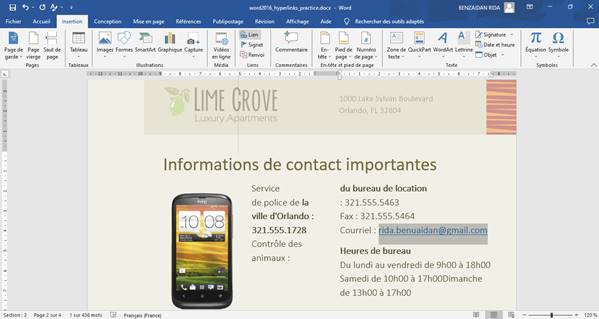 word2016_hyperlinks_practice.docx - Word
BENZAIDAN RIDA
BR
Fichier Accueil Insertion Conception Mise en page Références Publipostage Révision Affichage Aide Rechercher des outils adaptés
Page de garde
Page vierge
Saut de page
Pages
Tableau
Tableaux
Images Formes SmartArt Graphique Capture
Illustrations
Vidéos en ligne
Média
Lien
Signet
Renvoi
Liens
Commentaire
Commentaires
En-tête
Pied de page
Numéro de page
En-tête et pied de page
Zone de texte
QuickPart
WordArt
Lettrine
Signature
Date et heure
Objet
Texte
Équation
Symbole
Symboles
LIME GROVE
Luxury Apartments
1000 Lake Sylvan Boulevard
Orlando, FL 32804
Informations de contact importantes
Service
de police de la
ville d'Orlando :
321.555.1728
Contrôle des
animaux :
du bureau de location
: 321.555.5463
Fax : 321.555.5464
Courriel : rida.benuaidan@gmail.com
Heures de bureau
Du lundi au vendredi de 9h00 à 18h00
Samedi de 10h00 à 17h00Dimanche
de 13h00 à 17h00
htc
10:08
Section : 2 Page 2 sur 4 1 sur 436 mots Français (France)
120 %